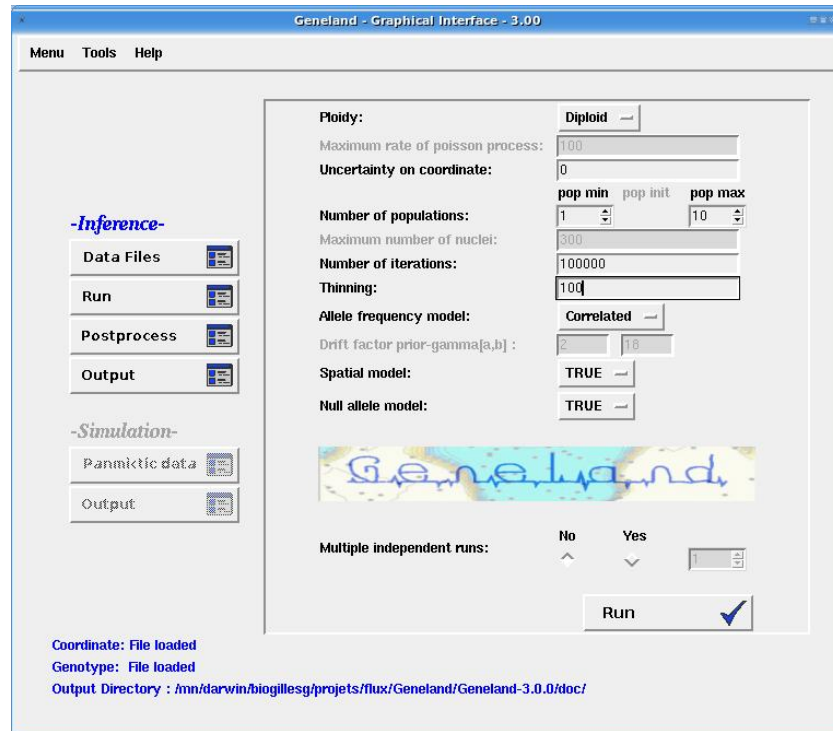 Geneland - Graphical Interface - 3.00
Menu Tools Help
Ploidy: Diploid
Maximum rate of poisson process: 100
Uncertainty on coordinate: 0
pop min pop init pop max
-Inference-
Number of populations: 1 10
Data Files
Maximum number of nuclei: 300
Number of iterations: 100000
Run
Thinning: 100
Allele frequency model: Correlated
Postprocess
Drift factor prior-gamma[a,b] : 2 18
Output
Spatial model: TRUE
Null allele model: TRUE
-Simulation-
Panmictic data
Geneland
Output
No Yes
Multiple independent runs: 1
Run
Coordinate: File loaded
Genotype: File loaded
Output Directory : /mn/darwin/biogillesg/projets/flux/Geneland/Geneland-3.0.0/doc/